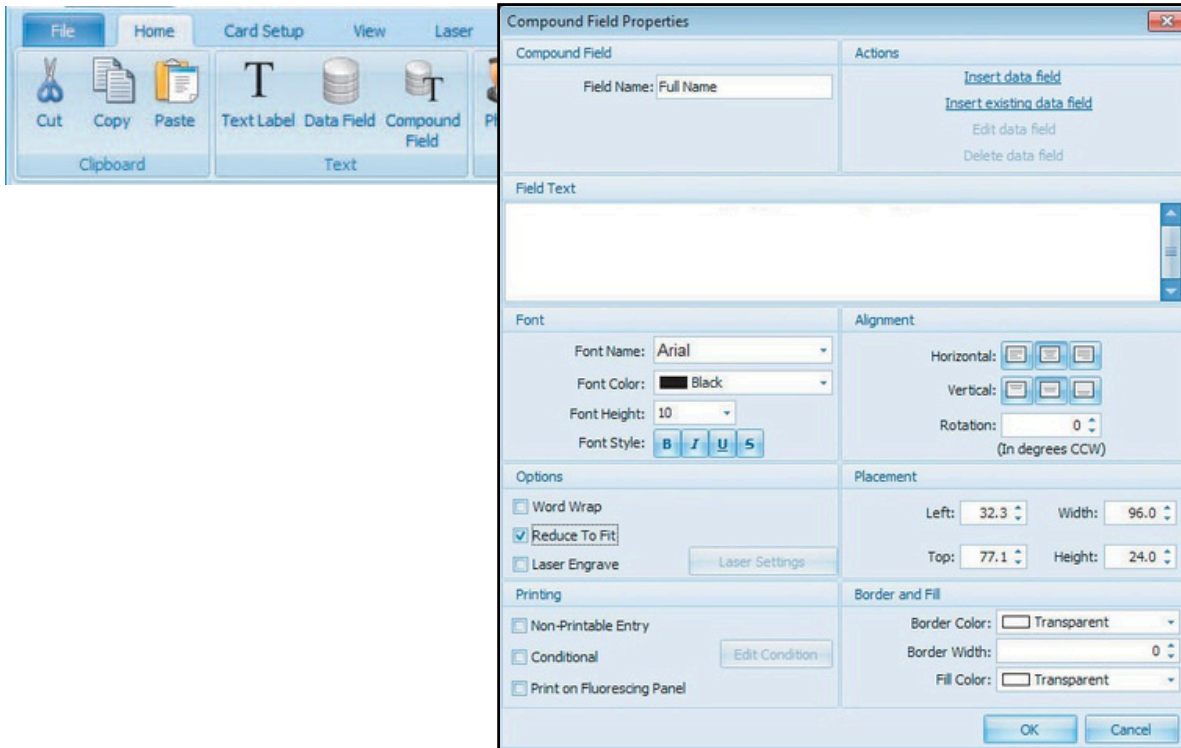 File Home Card Setup View Laser
Cut Copy Paste Text Label Data Field Compound
Field
Clipboard Text
Compound Field Properties
Compound Field
Field Name: Full Name
Actions
Insert data field
Insert existing data field
Edit data field
Delete data field
Field Text
Font
Font Name: Arial
Font Color: Black
Font Height: 10
Font Style: B I U S
Alignment
Horizontal:
Vertical:
Rotation: 0
(In degrees CCW)
Options
Word Wrap
Reduce To Fit
Laser Engrave Laser Settings
Placement
Left: 32.3 Width: 96.0
Top: 77.1 Height: 24.0
Printing
Non-Printable Entry
Conditional Edit Condition
Print on Fluorescing Panel
Border and Fill
Border Color: Transparent
Border Width: 0
Fill Color: Transparent
OK Cancel